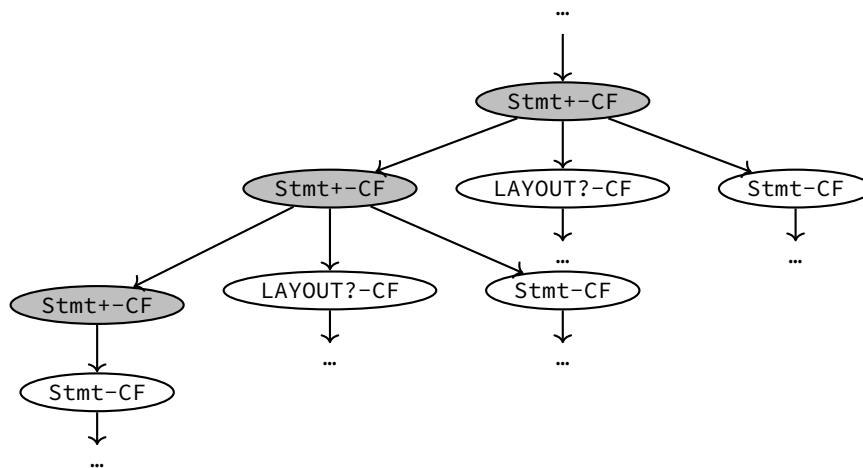 …
Stmt+-CF
Stmt+-CF LAYOUT?-CF Stmt-CF
… …
Stmt+-CF LAYOUT?-CF Stmt-CF
… …
Stmt-CF
…